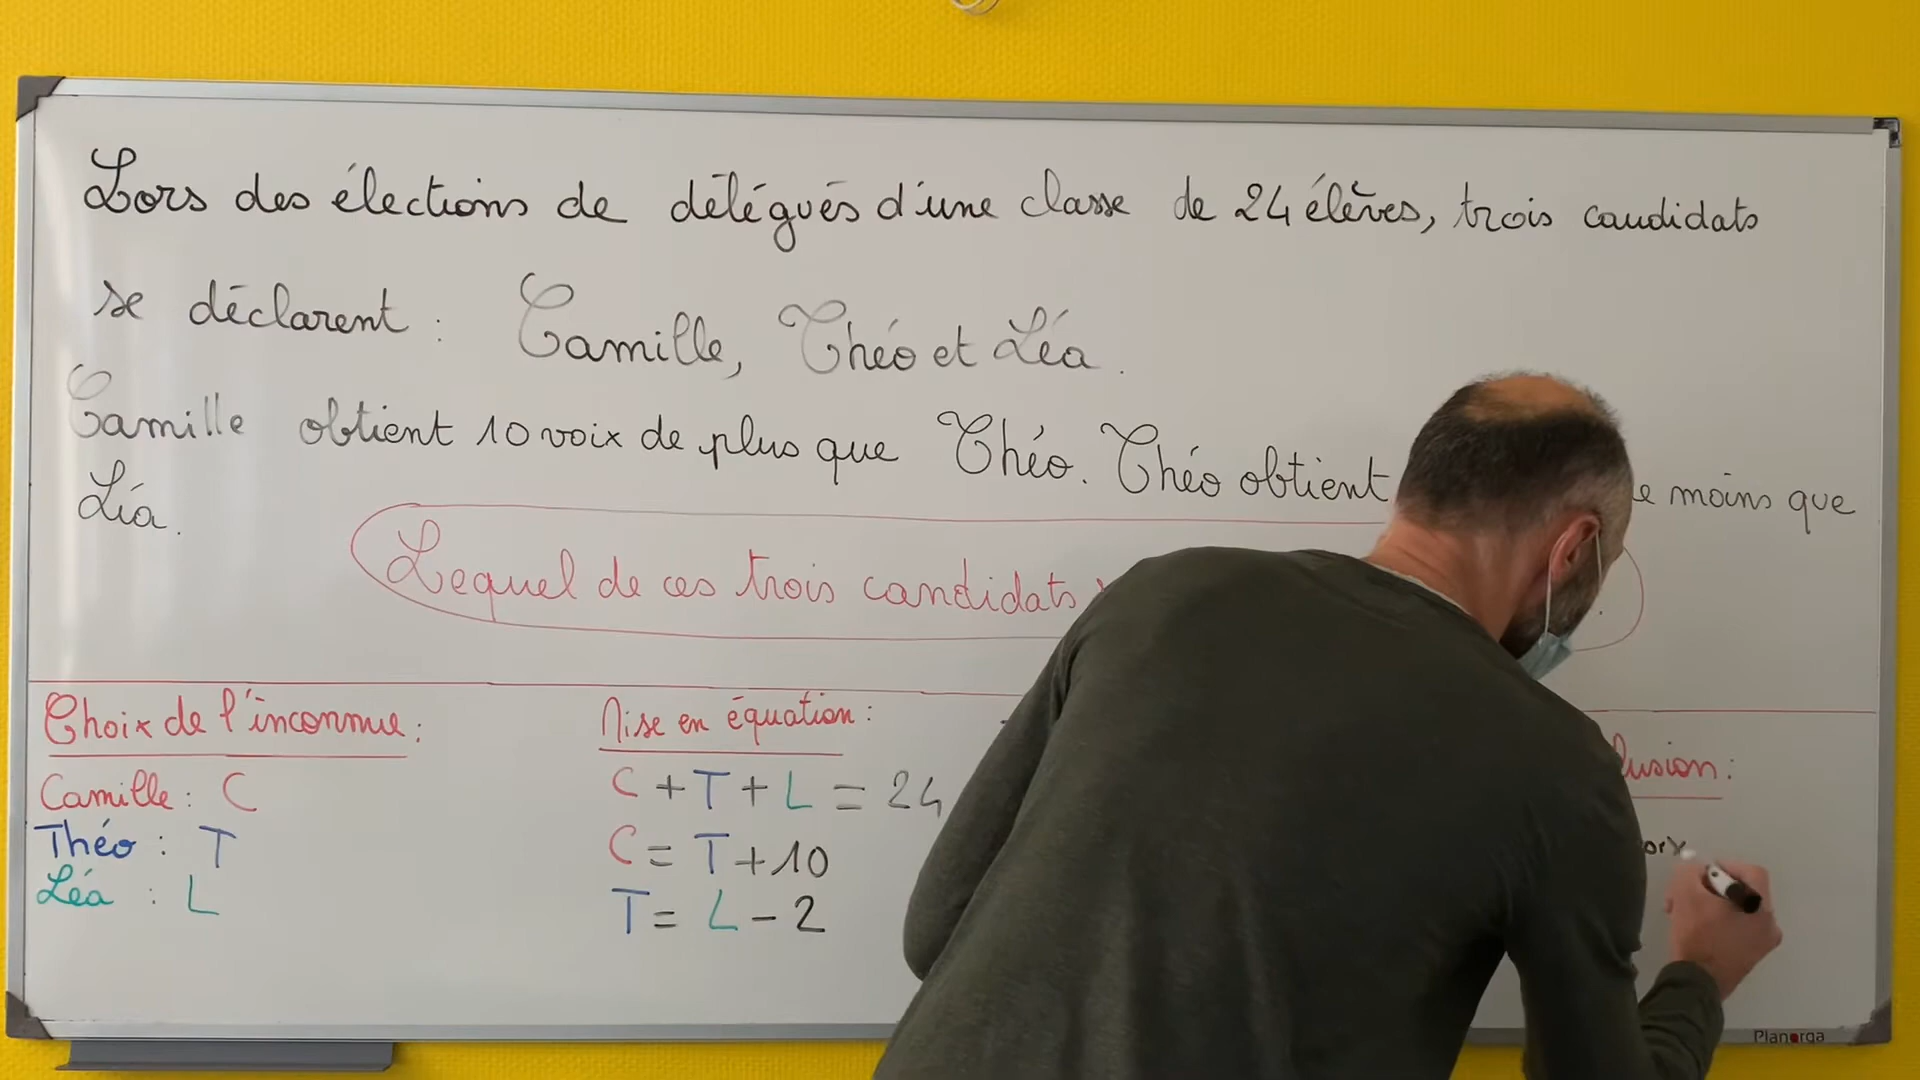 Lors des élections de délégués d'une classe de 24 élèves, trois candidats
se déclarent : Camille, Théo et Léa.
Camille obtient 10 voix de plus que Théo. Théo obtient moins que
Léa.
Lequel de ces trois candidats
Choix de l'inconnue :
Camille : C
Théo : T
Léa : L
Mise en équation :
C + T + L = 24
C = T + 10
T = L - 2
lusion :
oix
Planorga